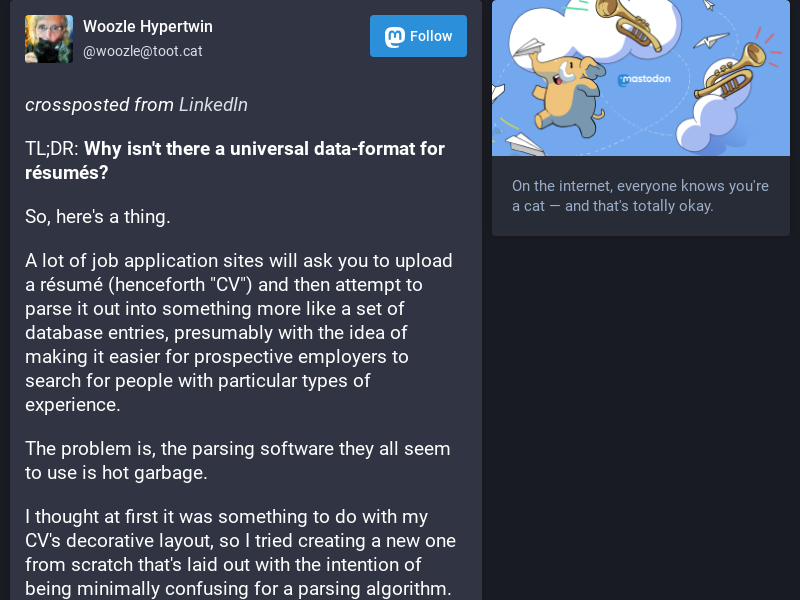 Woozle Hypertwin
@woozle@toot.cat
Follow
crossposted from LinkedIn
TL;DR: Why isn't there a universal data-format for
résumés?
So, here's a thing.
A lot of job application sites will ask you to upload
a résumé (henceforth "CV") and then attempt to
parse it out into something more like a set of
database entries, presumably with the idea of
making it easier for prospective employers to
search for people with particular types of
experience.
The problem is, the parsing software they all seem
to use is hot garbage.
I thought at first it was something to do with my
CV's decorative layout, so I tried creating a new one
from scratch that's laid out with the intention of
being minimally confusing for a parsing algorithm.
mastodon
On the internet, everyone knows you're
a cat — and that's totally okay.